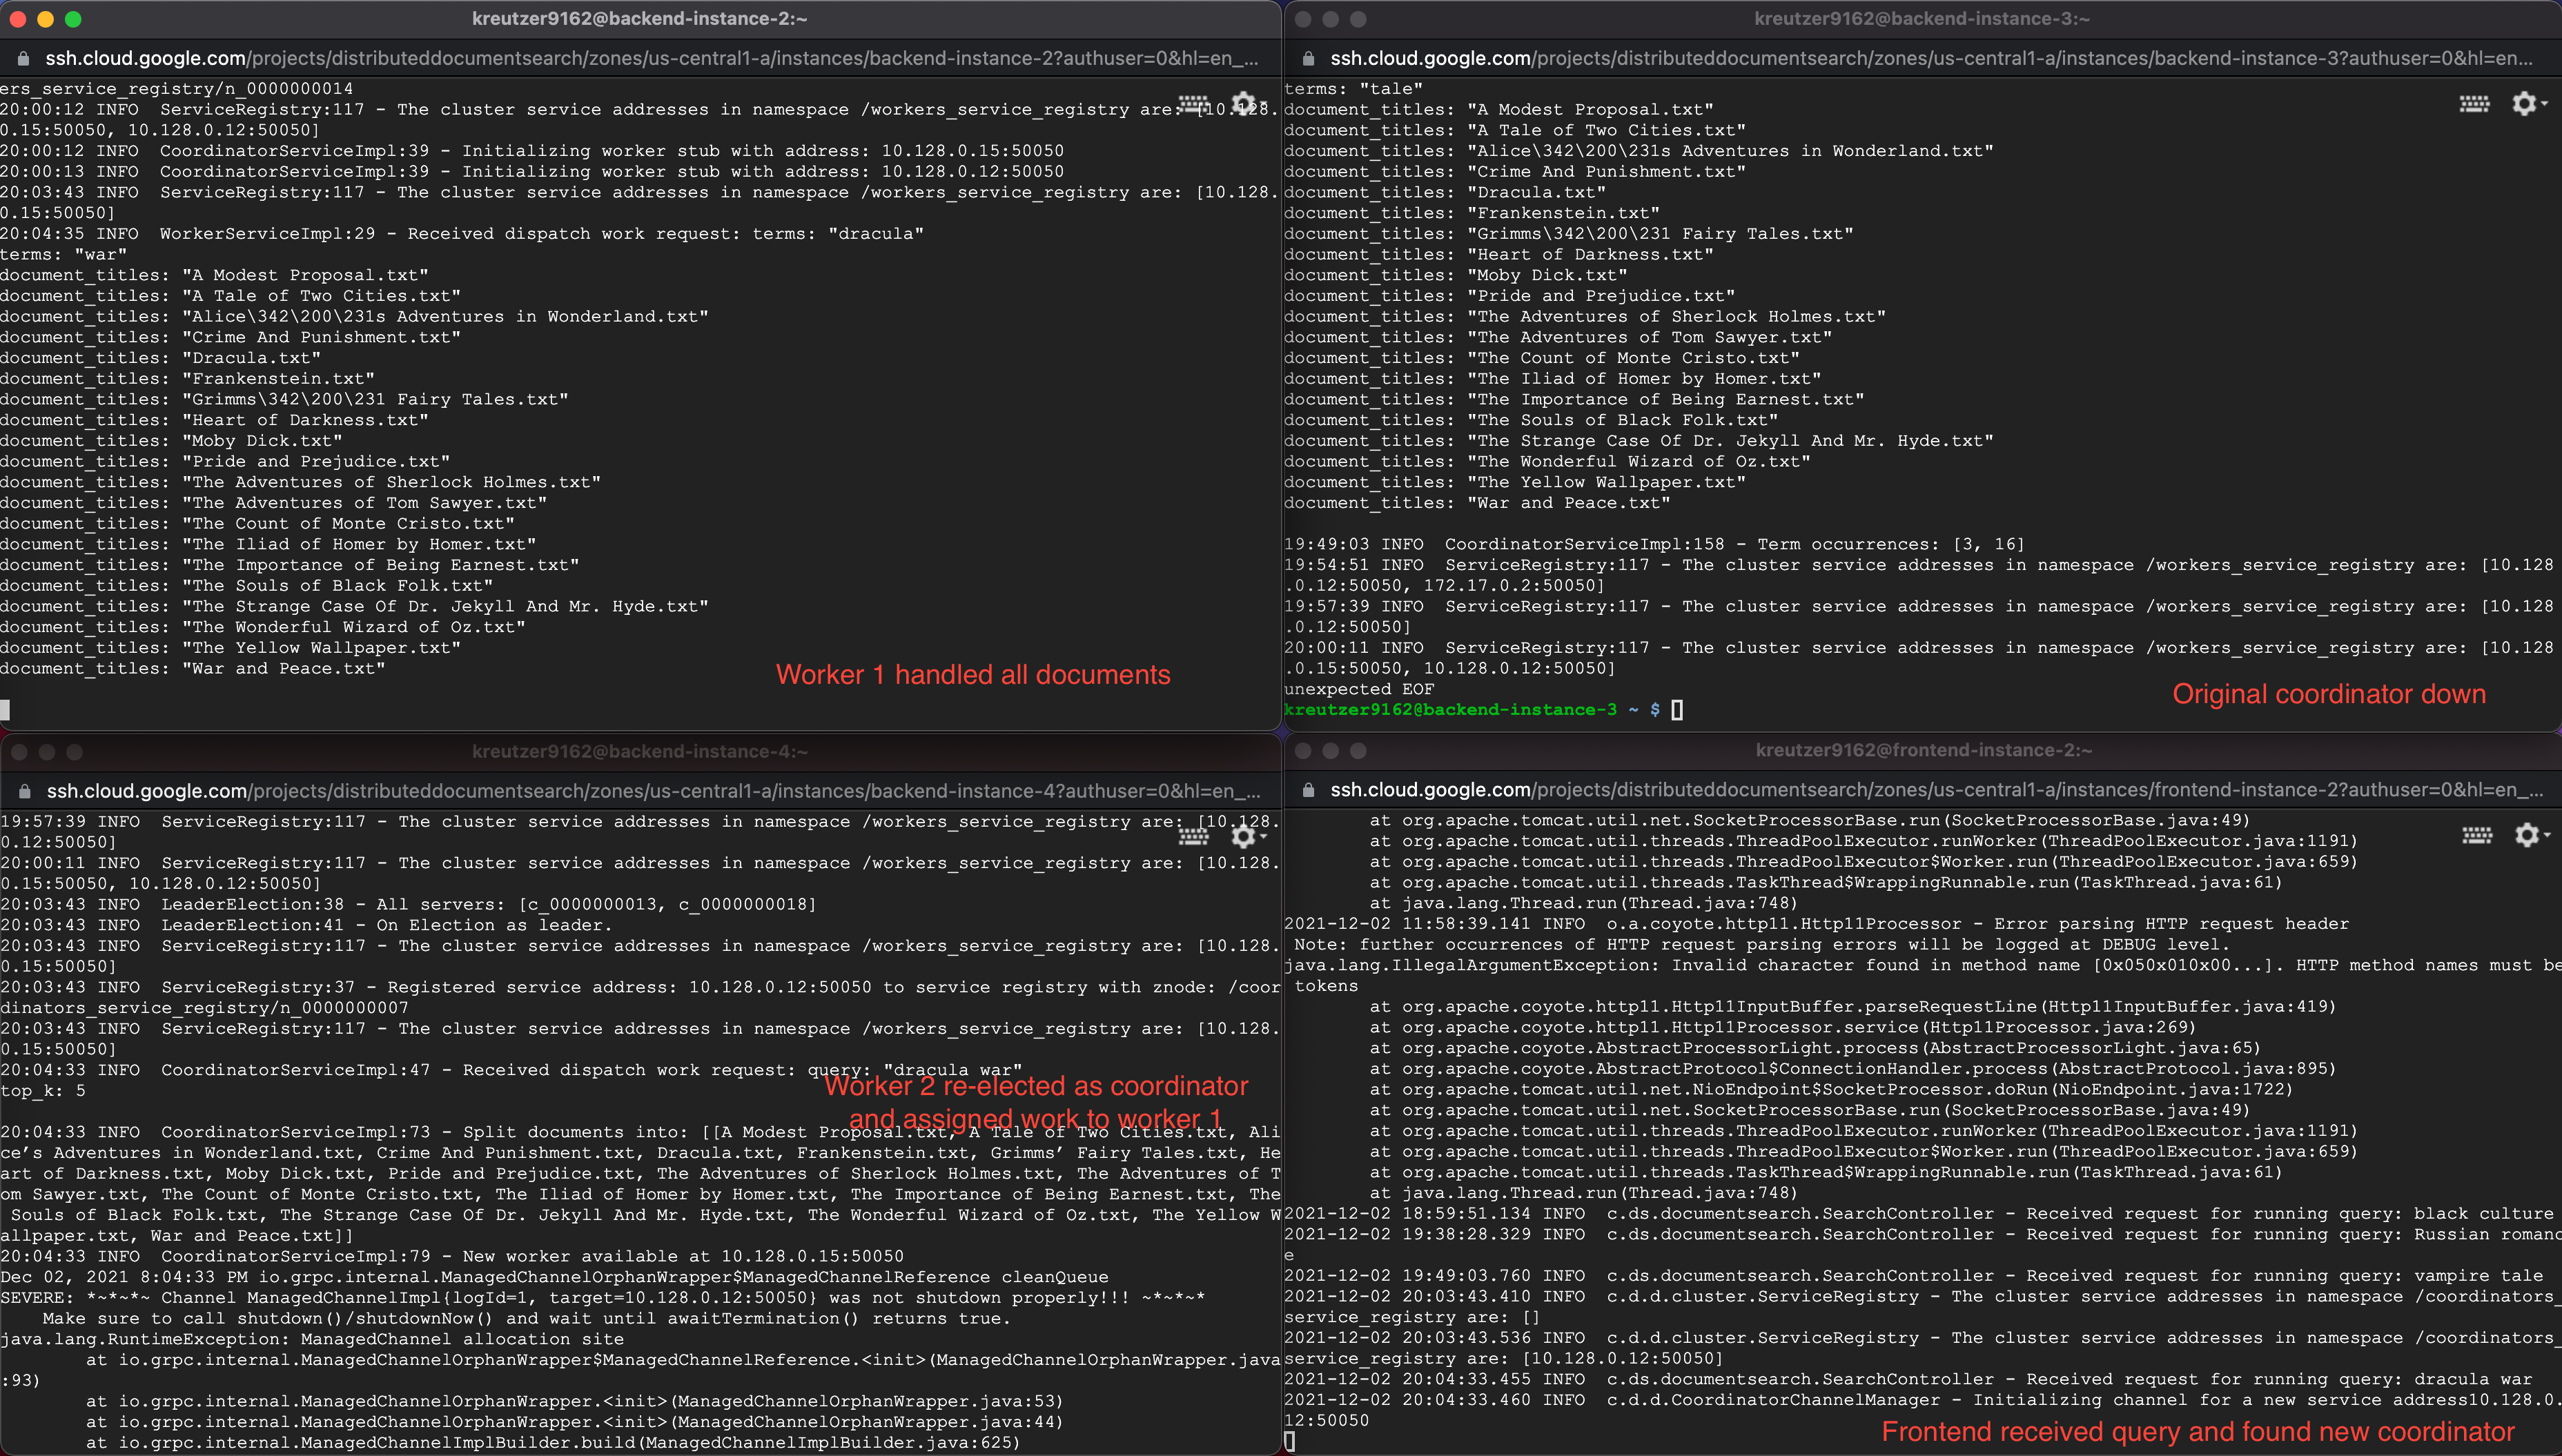 kreutzer9162@backend-instance-2:~
ssh.cloud.google.com/projects/distributeddocumentsearch/zones/us-central1-a/instances/backend-instance-2?authuser=0&hl=en_...
ers_service_registry/n_0000000014
20:00:12 INFO  ServiceRegistry:117 - The cluster service addresses in namespace /workers_service_registry are: [10.128.
0.15:50050, 10.128.0.12:50050]
20:00:12 INFO  CoordinatorServiceImpl:39 - Initializing worker stub with address: 10.128.0.15:50050
20:00:13 INFO  CoordinatorServiceImpl:39 - Initializing worker stub with address: 10.128.0.12:50050
20:03:43 INFO  ServiceRegistry:117 - The cluster service addresses in namespace /workers_service_registry are: [10.128.
0.15:50050]
20:04:35 INFO  WorkerServiceImpl:29 - Received dispatch work request: terms: "dracula"
terms: "war"
document_titles: "A Modest Proposal.txt"
document_titles: "A Tale of Two Cities.txt"
document_titles: "Alice\342\200\231s Adventures in Wonderland.txt"
document_titles: "Crime And Punishment.txt"
document_titles: "Dracula.txt"
document_titles: "Frankenstein.txt"
document_titles: "Grimms\342\200\231 Fairy Tales.txt"
document_titles: "Heart of Darkness.txt"
document_titles: "Moby Dick.txt"
document_titles: "Pride and Prejudice.txt"
document_titles: "The Adventures of Sherlock Holmes.txt"
document_titles: "The Adventures of Tom Sawyer.txt"
document_titles: "The Count of Monte Cristo.txt"
document_titles: "The Iliad of Homer by Homer.txt"
document_titles: "The Importance of Being Earnest.txt"
document_titles: "The Souls of Black Folk.txt"
document_titles: "The Strange Case Of Dr. Jekyll And Mr. Hyde.txt"
document_titles: "The Wonderful Wizard of Oz.txt"
document_titles: "The Yellow Wallpaper.txt"
document_titles: "War and Peace.txt"
Worker 1 handled all documents
kreutzer9162@backend-instance-3:~
ssh.cloud.google.com/projects/distributeddocumentsearch/zones/us-central1-a/instances/backend-instance-3?authuser=0&hl=en...
terms: "tale"
document_titles: "A Modest Proposal.txt"
document_titles: "A Tale of Two Cities.txt"
document_titles: "Alice\342\200\231s Adventures in Wonderland.txt"
document_titles: "Crime And Punishment.txt"
document_titles: "Dracula.txt"
document_titles: "Frankenstein.txt"
document_titles: "Grimms\342\200\231 Fairy Tales.txt"
document_titles: "Heart of Darkness.txt"
document_titles: "Moby Dick.txt"
document_titles: "Pride and Prejudice.txt"
document_titles: "The Adventures of Sherlock Holmes.txt"
document_titles: "The Adventures of Tom Sawyer.txt"
document_titles: "The Count of Monte Cristo.txt"
document_titles: "The Iliad of Homer by Homer.txt"
document_titles: "The Importance of Being Earnest.txt"
document_titles: "The Souls of Black Folk.txt"
document_titles: "The Strange Case Of Dr. Jekyll And Mr. Hyde.txt"
document_titles: "The Wonderful Wizard of Oz.txt"
document_titles: "The Yellow Wallpaper.txt"
document_titles: "War and Peace.txt"
19:49:03 INFO  CoordinatorServiceImpl:158 - Term occurrences: [3, 16]
19:54:51 INFO  ServiceRegistry:117 - The cluster service addresses in namespace /workers_service_registry are: [10.128
.0.12:50050, 172.17.0.2:50050]
19:57:39 INFO  ServiceRegistry:117 - The cluster service addresses in namespace /workers_service_registry are: [10.128
.0.12:50050]
20:00:11 INFO  ServiceRegistry:117 - The cluster service addresses in namespace /workers_service_registry are: [10.128
.0.15:50050, 10.128.0.12:50050]
unexpected EOF
kreutzer9162@backend-instance-3 ~ $
Original coordinator down
kreutzer9162@backend-instance-4:~
ssh.cloud.google.com/projects/distributeddocumentsearch/zones/us-central1-a/instances/backend-instance-4?authuser=0&hl=en_...
19:57:39 INFO  ServiceRegistry:117 - The cluster service addresses in namespace /workers_service_registry are: [10.128.
0.12:50050]
20:00:11 INFO  ServiceRegistry:117 - The cluster service addresses in namespace /workers_service_registry are: [10.128.
0.15:50050, 10.128.0.12:50050]
20:03:43 INFO  LeaderElection:38 - All servers: [c_0000000013, c_0000000018]
20:03:43 INFO  LeaderElection:41 - On Election as leader.
20:03:43 INFO  ServiceRegistry:117 - The cluster service addresses in namespace /workers_service_registry are: [10.128.
0.15:50050]
20:03:43 INFO  ServiceRegistry:37 - Registered service address: 10.128.0.12:50050 to service registry with znode: /coor
dinators_service_registry/n_0000000007
20:03:43 INFO  ServiceRegistry:117 - The cluster service addresses in namespace /workers_service_registry are: [10.128.
0.15:50050]
20:04:33 INFO  CoordinatorServiceImpl:47 - Received dispatch work request: query: "dracula war"
top_k: 5
Worker 2 re-elected as coordinator
and assigned work to worker 1
20:04:33 INFO  CoordinatorServiceImpl:73 - Split documents into: [[A Modest Proposal.txt, A Tale of Two Cities.txt, Ali
ce’s Adventures in Wonderland.txt, Crime And Punishment.txt, Dracula.txt, Frankenstein.txt, Grimms’ Fairy Tales.txt, He
art of Darkness.txt, Moby Dick.txt, Pride and Prejudice.txt, The Adventures of Sherlock Holmes.txt, The Adventures of T
om Sawyer.txt, The Count of Monte Cristo.txt, The Iliad of Homer by Homer.txt, The Importance of Being Earnest.txt, The
Souls of Black Folk.txt, The Strange Case Of Dr. Jekyll And Mr. Hyde.txt, The Wonderful Wizard of Oz.txt, The Yellow W
allpaper.txt, War and Peace.txt]]
20:04:33 INFO  CoordinatorServiceImpl:79 - New worker available at 10.128.0.15:50050
Dec 02, 2021 8:04:33 PM io.grpc.internal.ManagedChannelOrphanWrapper$ManagedChannelReference cleanQueue
SEVERE: *~*~*~ Channel ManagedChannelImpl{logId=1, target=10.128.0.12:50050} was not shutdown properly!!! ~*~*~*
Make sure to call shutdown()/shutdownNow() and wait until awaitTermination() returns true.
java.lang.RuntimeException: ManagedChannel allocation site
at io.grpc.internal.ManagedChannelOrphanWrapper$ManagedChannelReference.<init>(ManagedChannelOrphanWrapper.java
:93)
at io.grpc.internal.ManagedChannelOrphanWrapper.<init>(ManagedChannelOrphanWrapper.java:53)
at io.grpc.internal.ManagedChannelOrphanWrapper.<init>(ManagedChannelOrphanWrapper.java:44)
at io.grpc.internal.ManagedChannelImplBuilder.build(ManagedChannelImplBuilder.java:625)
kreutzer9162@frontend-instance-2:~
ssh.cloud.google.com/projects/distributeddocumentsearch/zones/us-central1-a/instances/frontend-instance-2?authuser=0&hl=en_...
at org.apache.tomcat.util.net.SocketProcessorBase.run(SocketProcessorBase.java:49)
at org.apache.tomcat.util.threads.ThreadPoolExecutor.runWorker(ThreadPoolExecutor.java:1191)
at org.apache.tomcat.util.threads.ThreadPoolExecutor$Worker.run(ThreadPoolExecutor.java:659)
at org.apache.tomcat.util.threads.TaskThread$WrappingRunnable.run(TaskThread.java:61)
at java.lang.Thread.run(Thread.java:748)
2021-12-02 11:58:39.141 INFO  o.a.coyote.http11.Http11Processor - Error parsing HTTP request header
Note: further occurrences of HTTP request parsing errors will be logged at DEBUG level.
java.lang.IllegalArgumentException: Invalid character found in method name [0x050x010x00...]. HTTP method names must be
tokens
at org.apache.coyote.http11.Http11InputBuffer.parseRequestLine(Http11InputBuffer.java:419)
at org.apache.coyote.http11.Http11Processor.service(Http11Processor.java:269)
at org.apache.coyote.AbstractProcessorLight.process(AbstractProcessorLight.java:65)
at org.apache.coyote.AbstractProtocol$ConnectionHandler.process(AbstractProtocol.java:895)
at org.apache.tomcat.util.net.NioEndpoint$SocketProcessor.doRun(NioEndpoint.java:1722)
at org.apache.tomcat.util.net.SocketProcessorBase.run(SocketProcessorBase.java:49)
at org.apache.tomcat.util.threads.ThreadPoolExecutor.runWorker(ThreadPoolExecutor.java:1191)
at org.apache.tomcat.util.threads.ThreadPoolExecutor$Worker.run(ThreadPoolExecutor.java:659)
at org.apache.tomcat.util.threads.TaskThread$WrappingRunnable.run(TaskThread.java:61)
at java.lang.Thread.run(Thread.java:748)
2021-12-02 18:59:51.134 INFO  c.ds.documentsearch.SearchController - Received request for running query: black culture
2021-12-02 19:38:28.329 INFO  c.ds.documentsearch.SearchController - Received request for running query: Russian romanc
e
2021-12-02 19:49:03.760 INFO  c.ds.documentsearch.SearchController - Received request for running query: vampire tale
2021-12-02 20:03:43.410 INFO  c.d.d.cluster.ServiceRegistry - The cluster service addresses in namespace /coordinators_
service_registry are: []
2021-12-02 20:03:43.536 INFO  c.d.d.cluster.ServiceRegistry - The cluster service addresses in namespace /coordinators_
service_registry are: [10.128.0.12:50050]
2021-12-02 20:04:33.455 INFO  c.ds.documentsearch.SearchController - Received request for running query: dracula war
2021-12-02 20:04:33.460 INFO  c.d.d.CoordinatorChannelManager - Initializing channel for a new service address10.128.0.
12:50050
Frontend received query and found new coordinator